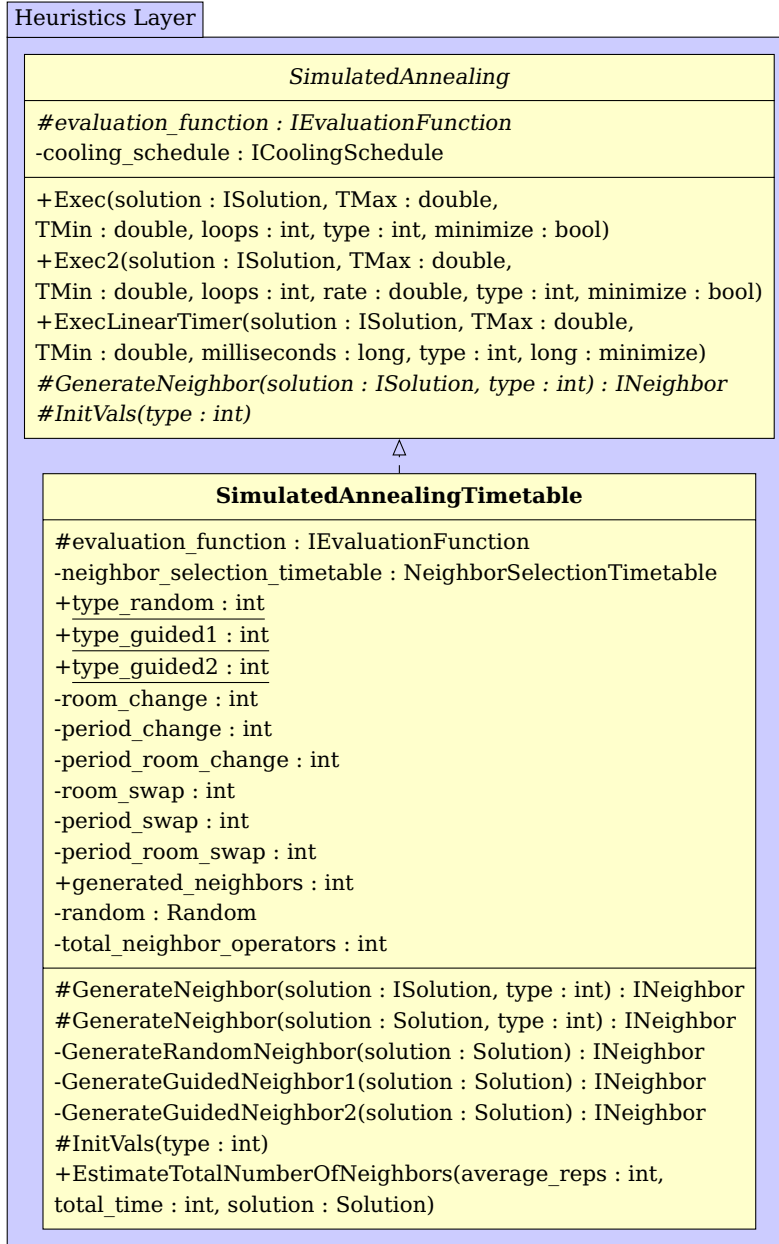 Heuristics Layer
SimulatedAnnealing
#evaluation_function : IEvaluationFunction
-cooling_schedule : ICoolingSchedule
+Exec(solution : ISolution, TMax : double,
TMin : double, loops : int, type : int, minimize : bool)
+Exec2(solution : ISolution, TMax : double,
TMin : double, loops : int, rate : double, type : int, minimize : bool)
+ExecLinearTimer(solution : ISolution, TMax : double,
TMin : double, milliseconds : long, type : int, long : minimize)
#GenerateNeighbor(solution : ISolution, type : int) : INeighbor
#InitVals(type : int)
SimulatedAnnealingTimetable
#evaluation_function : IEvaluationFunction
-neighbor_selection_timetable : NeighborSelectionTimetable
+type_random : int
+type_guided1 : int
+type_guided2 : int
-room_change : int
-period_change : int
-period_room_change : int
-room_swap : int
-period_swap : int
-period_room_swap : int
+generated_neighbors : int
-random : Random
-total_neighbor_operators : int
#GenerateNeighbor(solution : ISolution, type : int) : INeighbor
#GenerateNeighbor(solution : Solution, type : int) : INeighbor
-GenerateRandomNeighbor(solution : Solution) : INeighbor
-GenerateGuidedNeighbor1(solution : Solution) : INeighbor
-GenerateGuidedNeighbor2(solution : Solution) : INeighbor
#InitVals(type : int)
+EstimateTotalNumberOfNeighbors(average_reps : int,
total_time : int, solution : Solution)